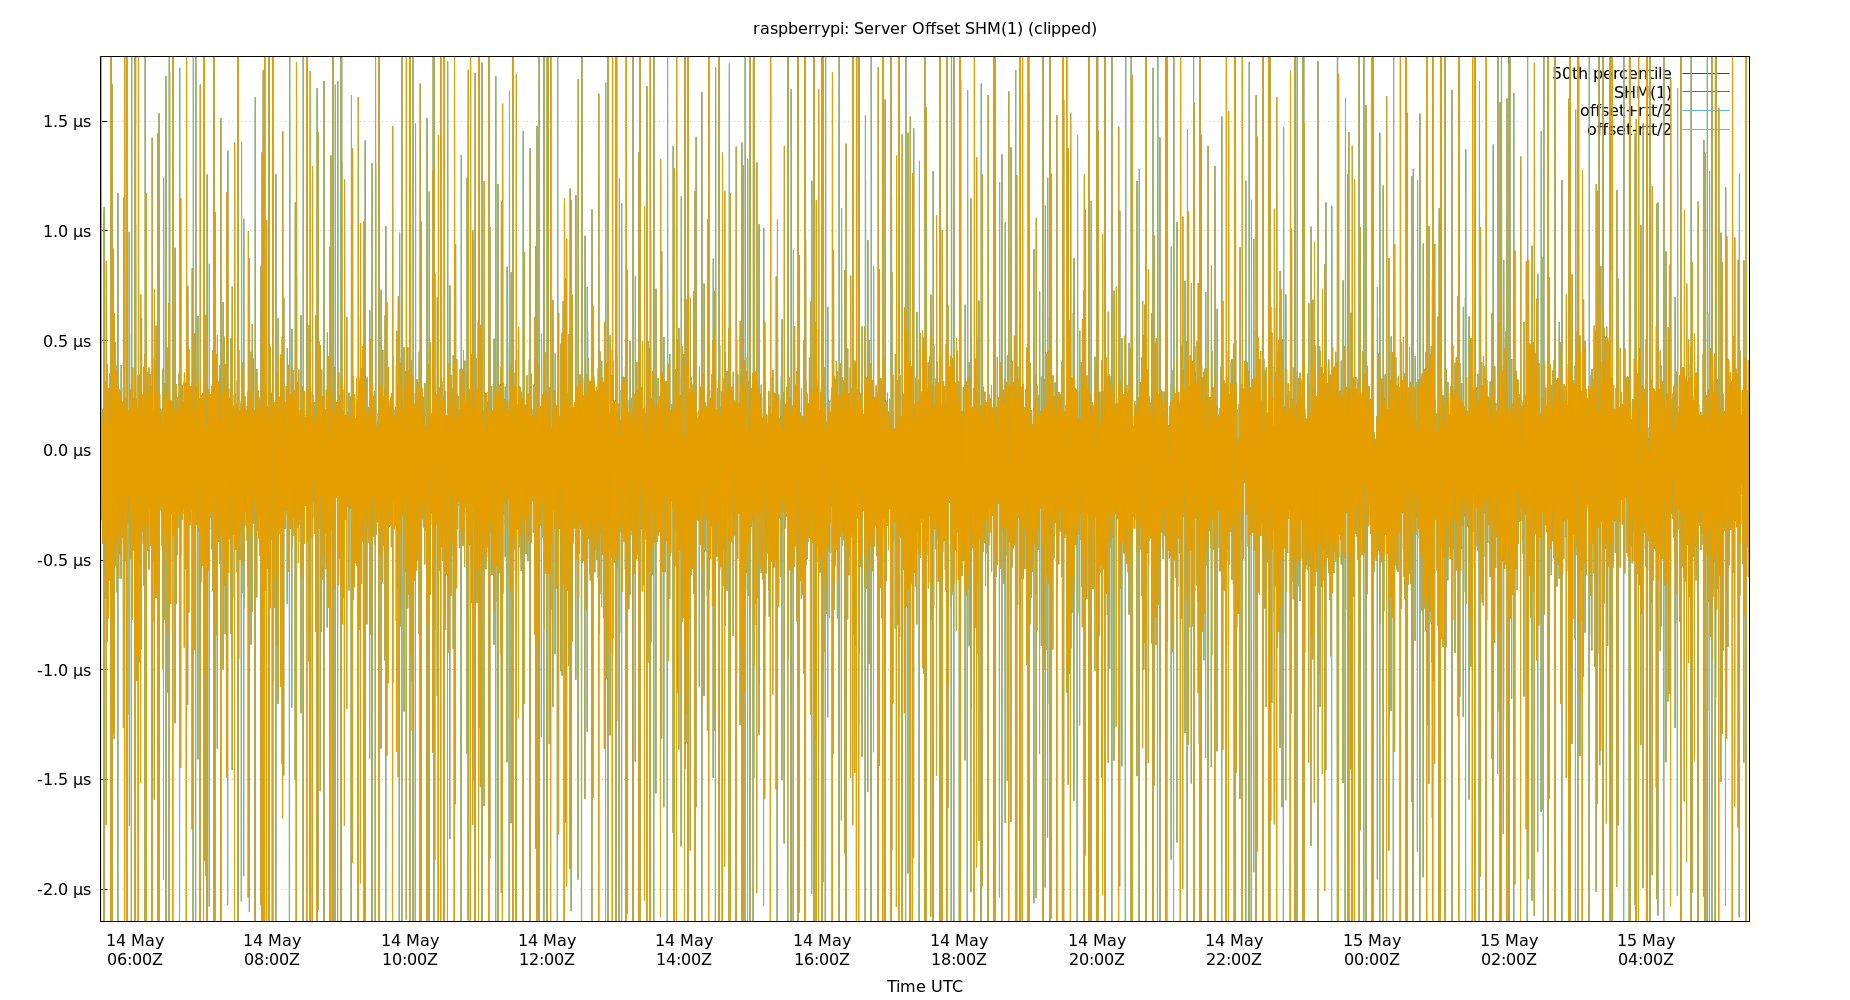 raspberrypi: Server Offset SHM(1) (clipped)
50th percentile
SHM(1)
offset+rtt/2
offset-rtt/2
1.5 µs
1.0 µs
0.5 µs
0.0 µs
-0.5 µs
-1.0 µs
-1.5 µs
-2.0 µs
14 May 14 May 14 May 14 May 14 May 14 May 14 May 14 May 14 May 15 May 15 May 15 May
06:00Z 08:00Z 10:00Z 12:00Z 14:00Z 16:00Z 18:00Z 20:00Z 22:00Z 00:00Z 02:00Z 04:00Z
Time UTC